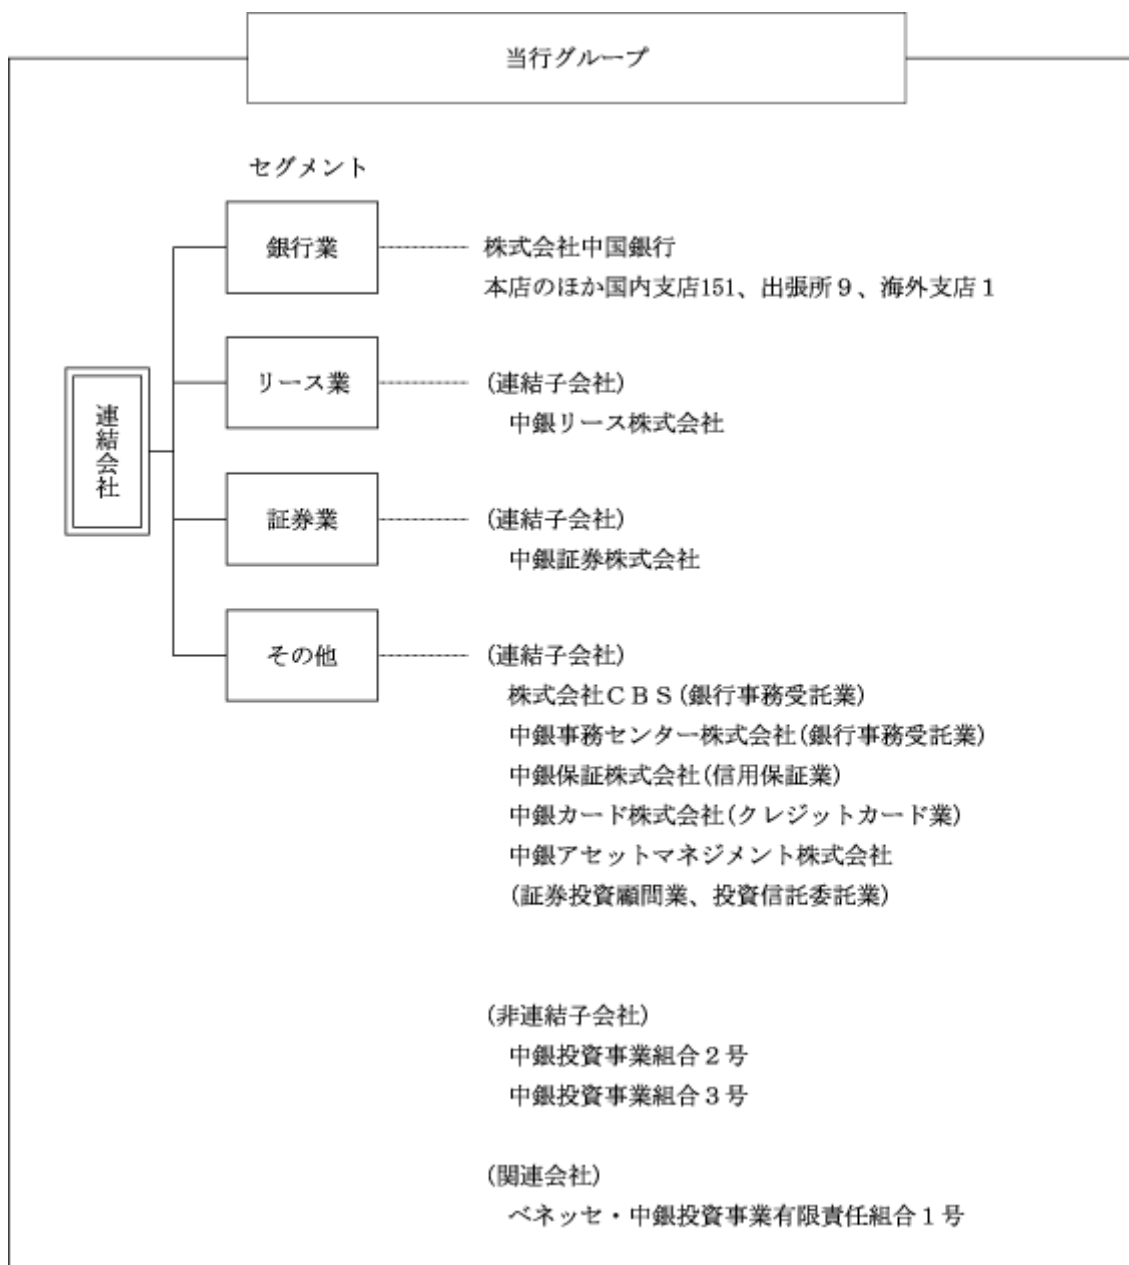 当行グループ
セグメント
銀行業
株式会社中国銀行
本店のほか国内支店151、出張所９、海外支店１
リース業
(連結子会社)
中銀リース株式会社
連結会社
証券業
(連結子会社)
中銀証券株式会社
その他
(連結子会社)
株式会社ＣＢＳ(銀行事務受託業)
中銀事務センター株式会社(銀行事務受託業)
中銀保証株式会社(信用保証業)
中銀カード株式会社(クレジットカード業)
中銀アセットマネジメント株式会社
(証券投資顧問業、投資信託委託業)
(非連結子会社)
中銀投資事業組合２号
中銀投資事業組合３号
(関連会社)
ベネッセ・中銀投資事業有限責任組合１号